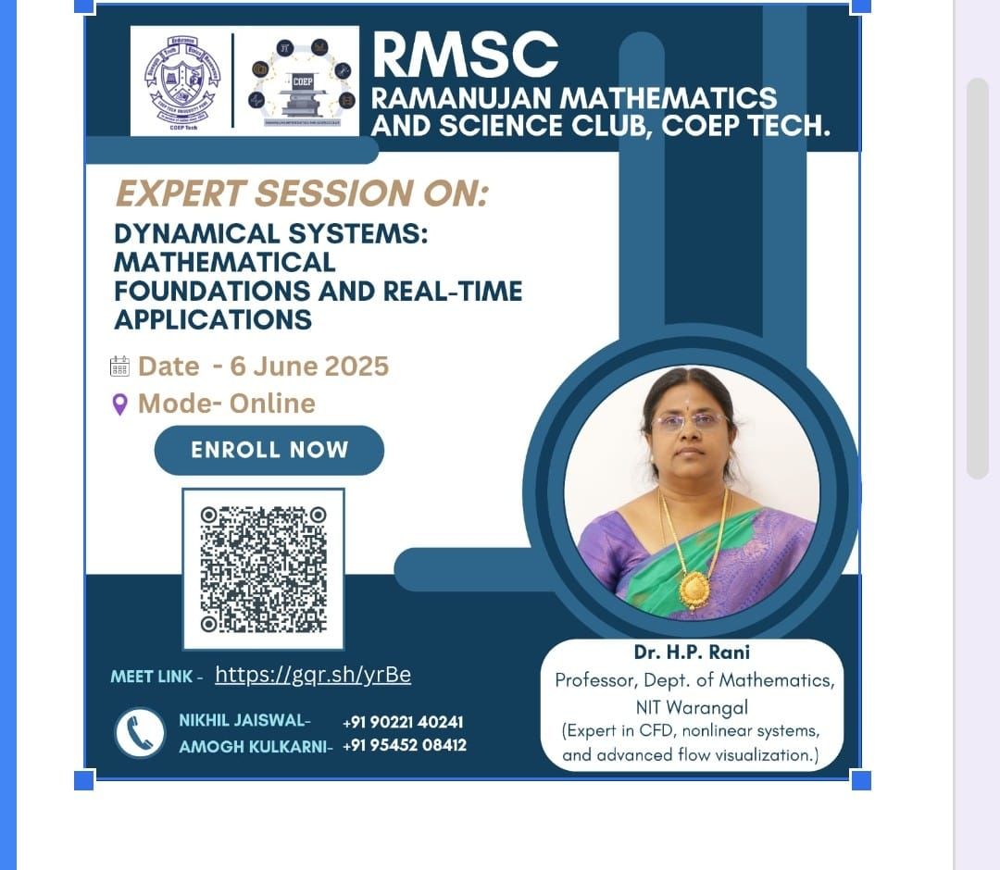 COEP
COEP Tech
RMSC
RAMANUJAN MATHEMATICS
AND SCIENCE CLUB, COEP TECH.
EXPERT SESSION ON:
DYNAMICAL SYSTEMS:
MATHEMATICAL
FOUNDATIONS AND REAL-TIME
APPLICATIONS
Date - 6 June 2025
Mode- Online
ENROLL NOW
MEET LINK - https://gqr.sh/yrBe
NIKHIL JAISWAL- +91 90221 40241
AMOGH KULKARNI- +91 95452 08412
Dr. H.P. Rani
Professor, Dept. of Mathematics,
NIT Warangal
(Expert in CFD, nonlinear systems,
and advanced flow visualization.)